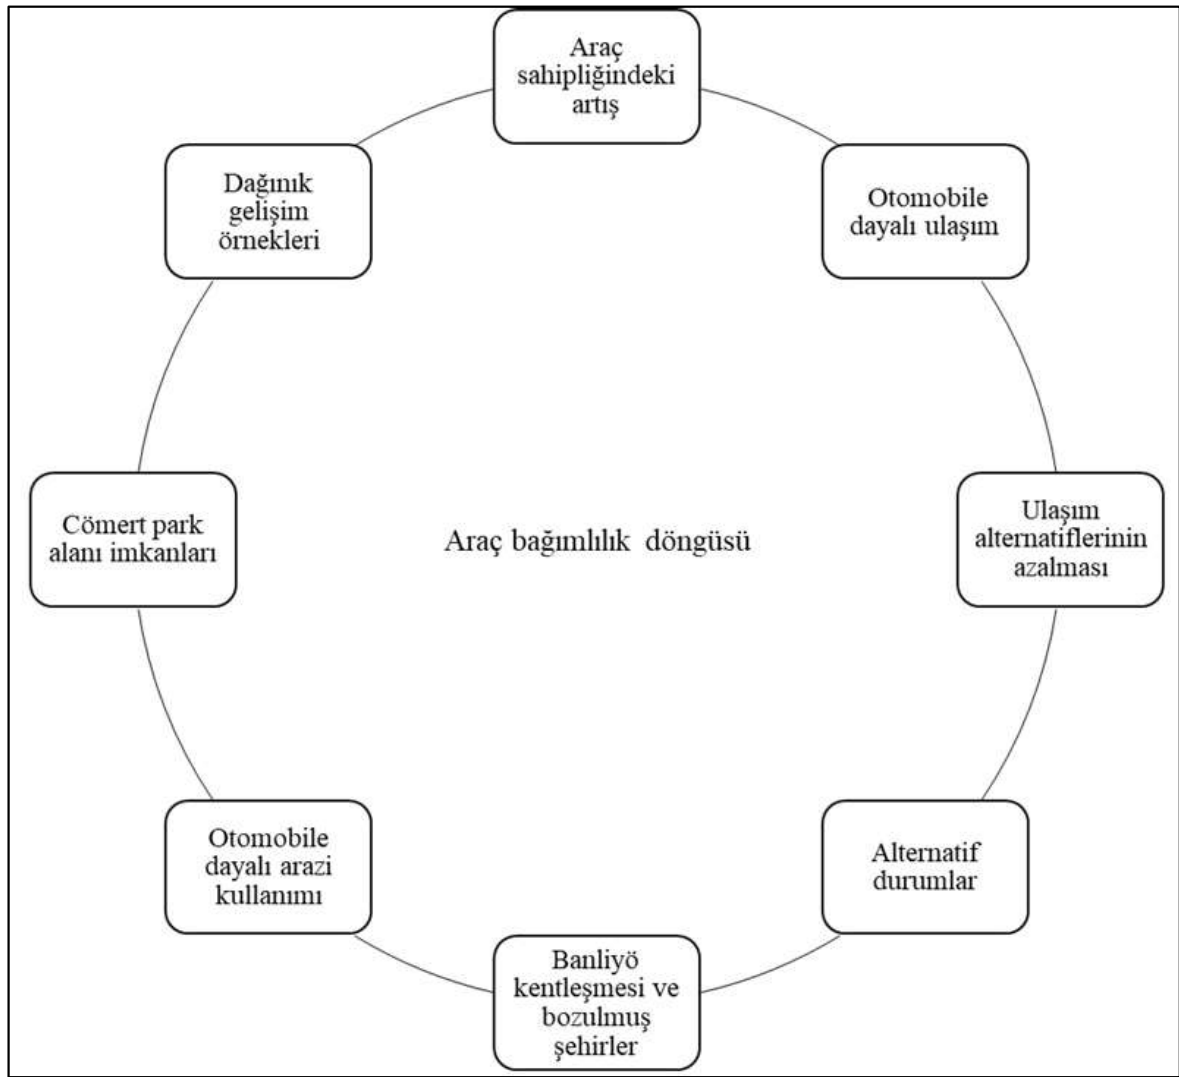 Araç
sahipliğindeki
artış
Otomobile
dayalı ulaşım
Ulaşım
alternatiflerinin
azalması
Alternatif
durumlar
Banliyö
kentleşmesi ve
bozulmuş
şehirler
Otomobile
dayalı arazi
kullanımı
Cömert park
alanı imkanları
Dağınık
gelişim
örnekleri
Araç bağımlılık döngüsü